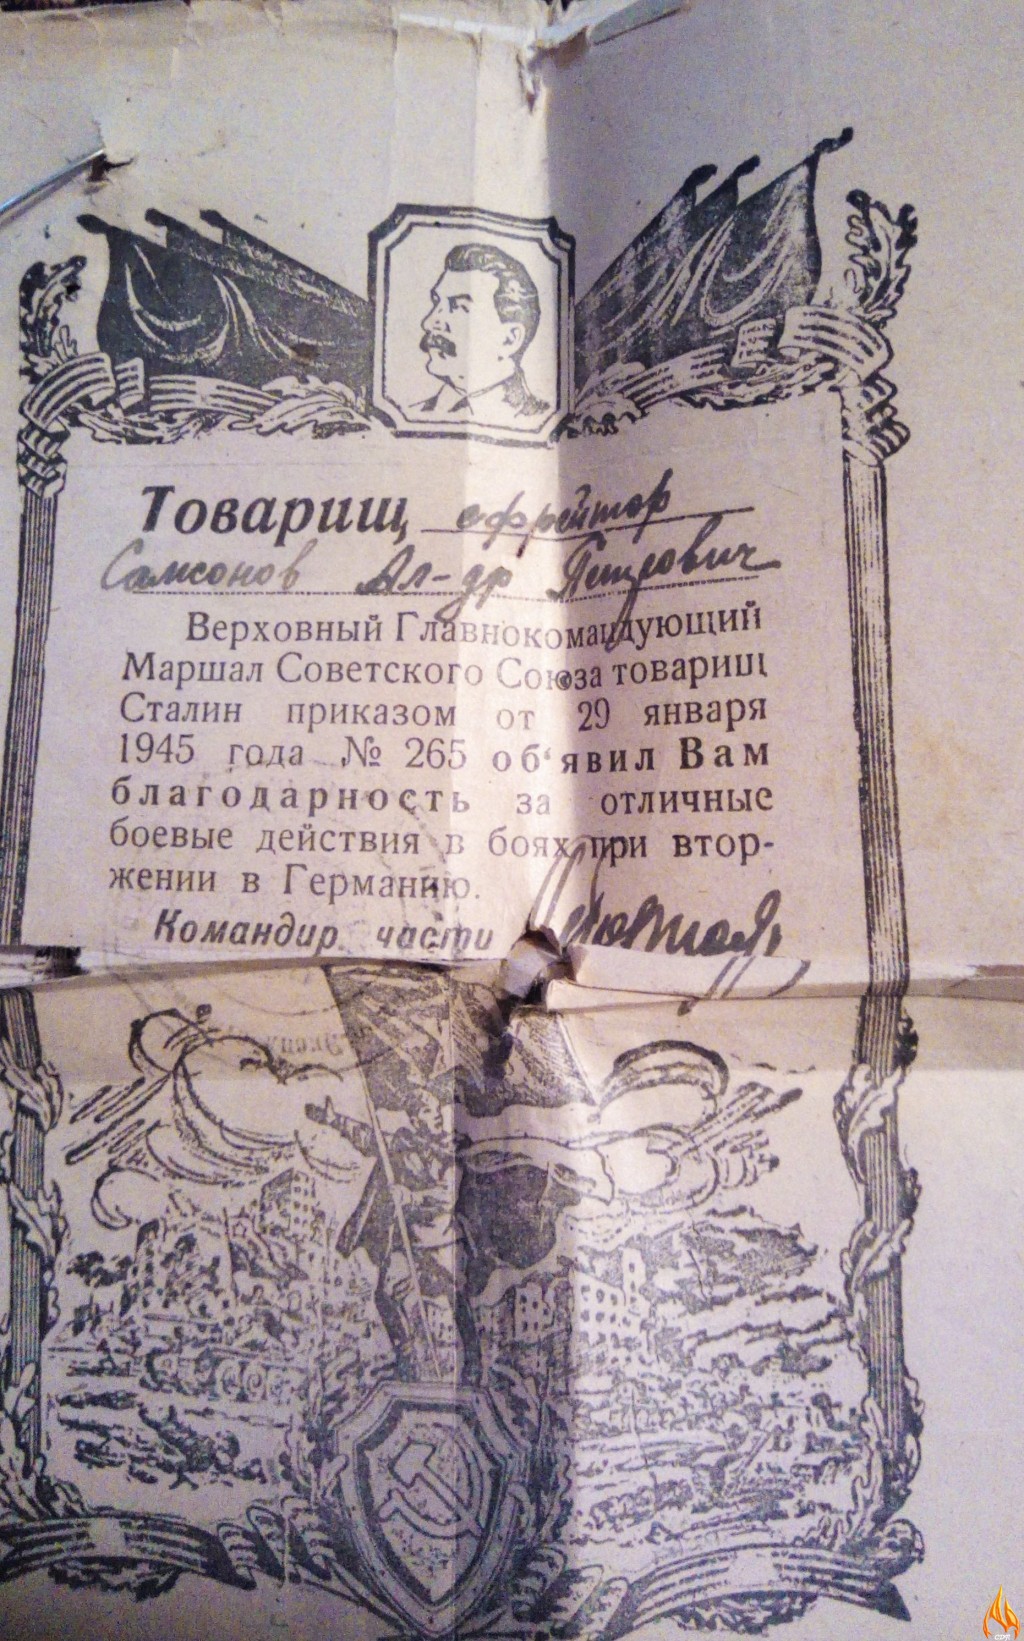 Товарищ ефрейтор
Самсонов Ал-др Петрович
Верховный Главнокомандующий
Маршал Советского Союза товарищ
Сталин приказом от 29 января
1945 года № 265 об‘явил Вам
благодарность за отличные
боевые действия в боях при втор-
жении в Германию.
Командир части